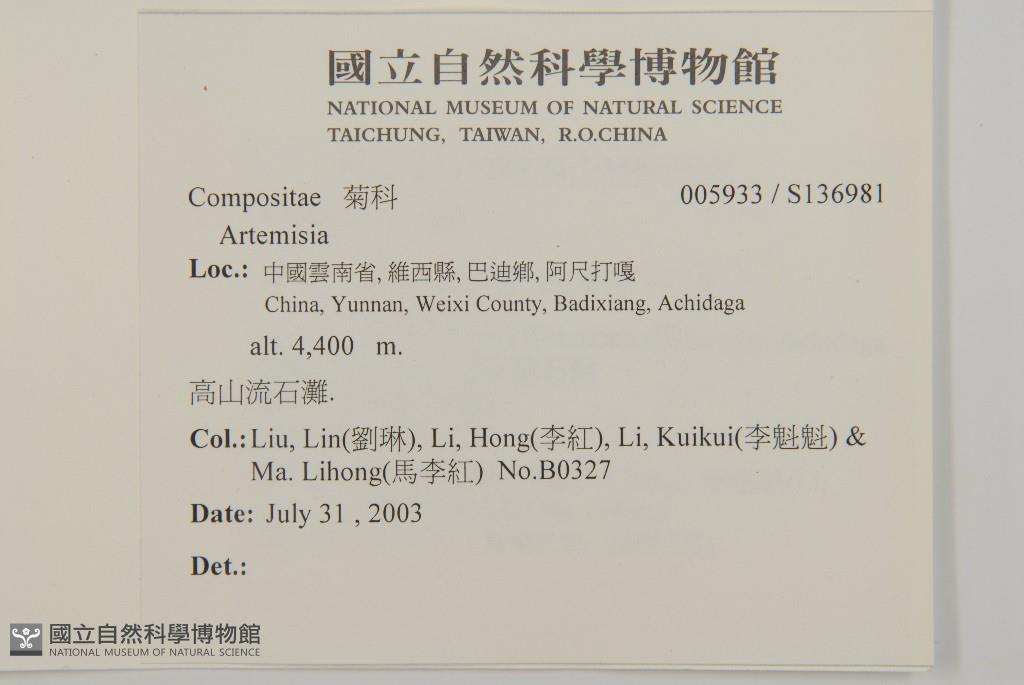 國立自然科學博物館
NATIONAL MUSEUM OF NATURAL SCIENCE
TAICHUNG, TAIWAN, R.O.CHINA
Compositae 菊科 005933 / S136981
Artemisia
Loc.: 中國雲南省, 維西縣, 巴迪鄉, 阿尺打嘎
China, Yunnan, Weixi County, Badixiang, Achidaga
alt. 4,400 m.
高山流石灘.
Col.: Liu, Lin(劉琳), Li, Hong(李紅), Li, Kuikui(李魁魁) &
Ma. Lihong(馬李紅) No.B0327
Date: July 31 , 2003
Det.:
國立自然科學博物館
NATIONAL MUSEUM OF NATURAL SCIENCE